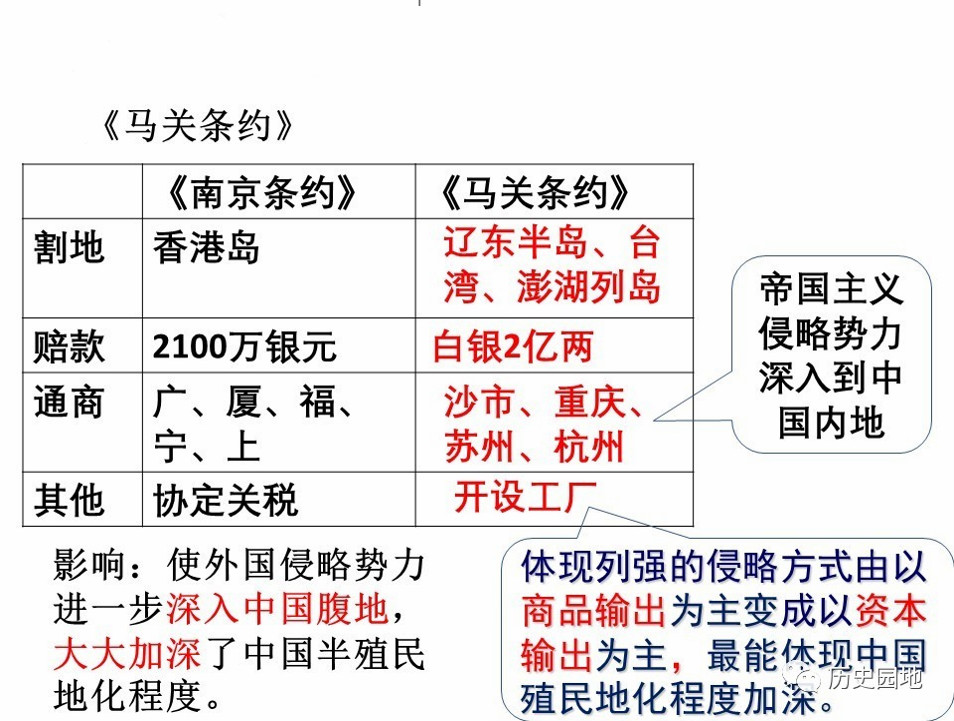 《马关条约》
《南京条约》 《马关条约》
割地 香港岛 辽东半岛、台
湾、澎湖列岛
赔款 2100万银元 白银2亿两
通商 广、厦、福、 沙市、重庆、
宁、上 苏州、杭州
其他 协定关税 开设工厂
帝国主义
侵略势力
深入到中
国内地
影响：使外国侵略势力
进一步深入中国腹地，
大大加深了中国半殖民
地化程度。
体现列强的侵略方式由以
商品输出为主变成以资本
输出为主，最能体现中国
殖民地化程度加深。
历史园地